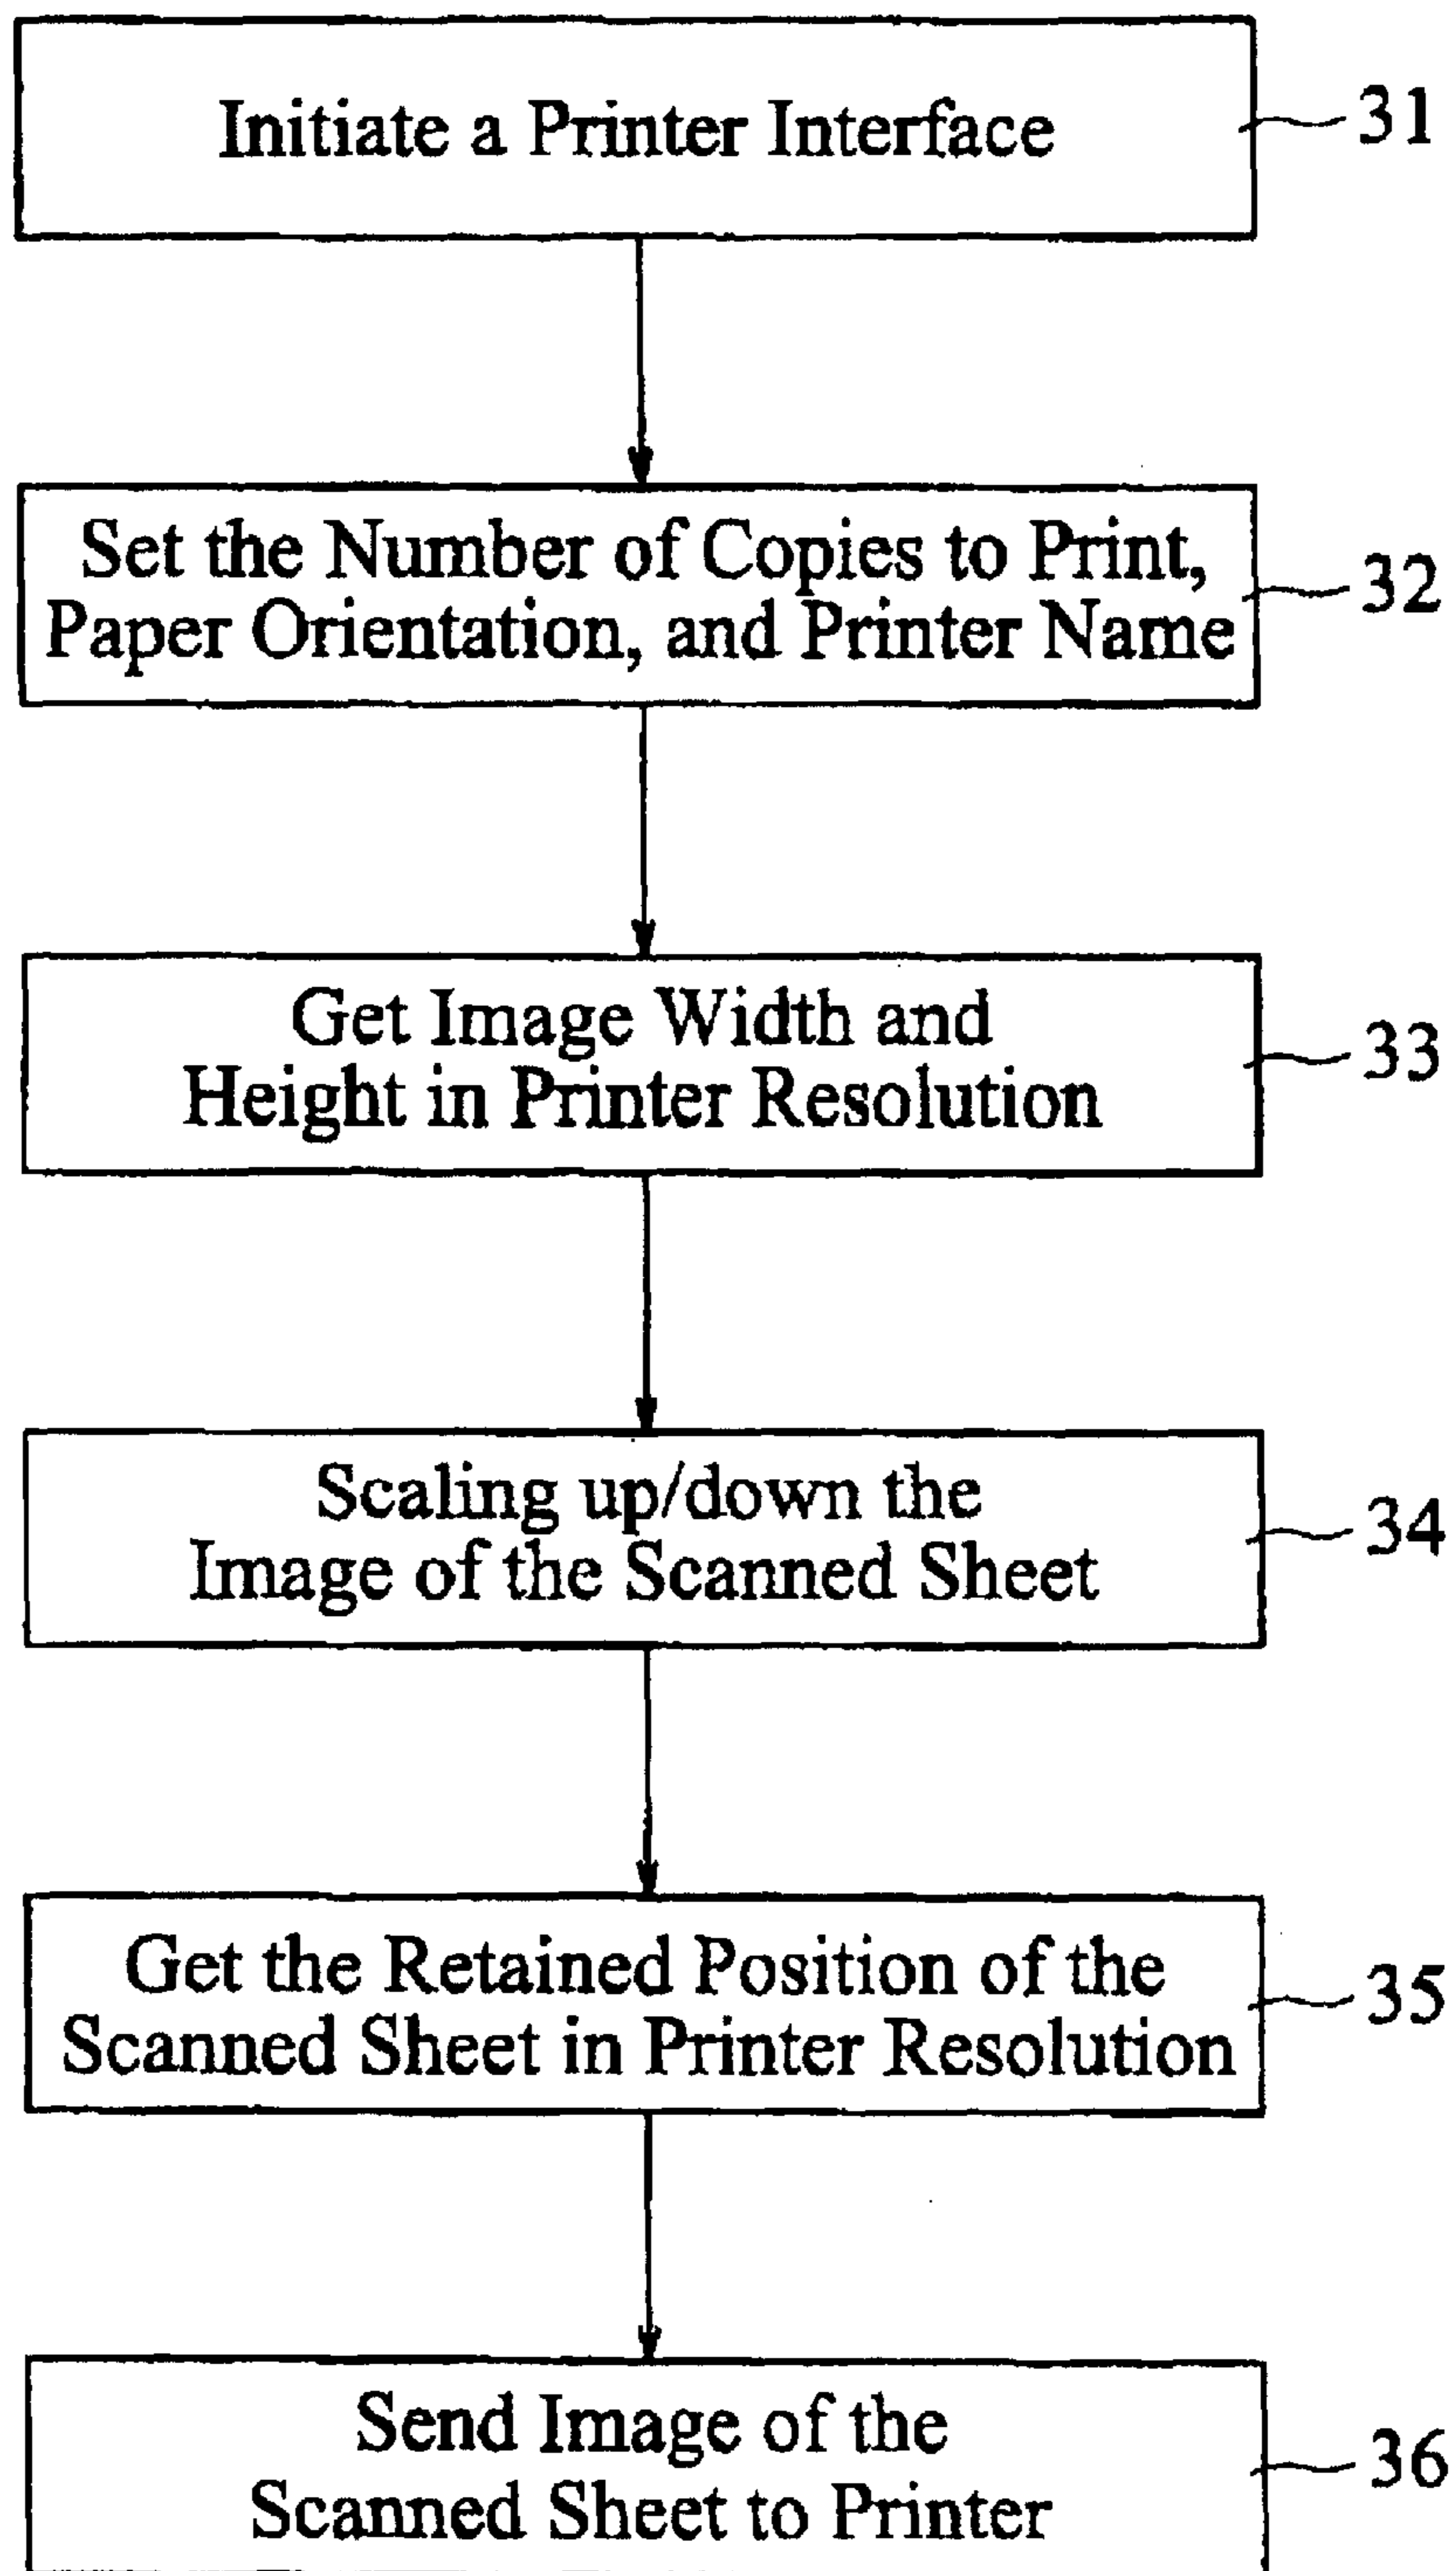 Initiate a Printer Interface
31
Set the Number of Copies to Print,
Paper Orientation, and Printer Name
32
Get Image Width and
Height in Printer Resolution
33
Scaling up/down the
Image of the Scanned Sheet
34
Get the Retained Position of the
Scanned Sheet in Printer Resolution
35
Send Image of the
Scanned Sheet to Printer
36